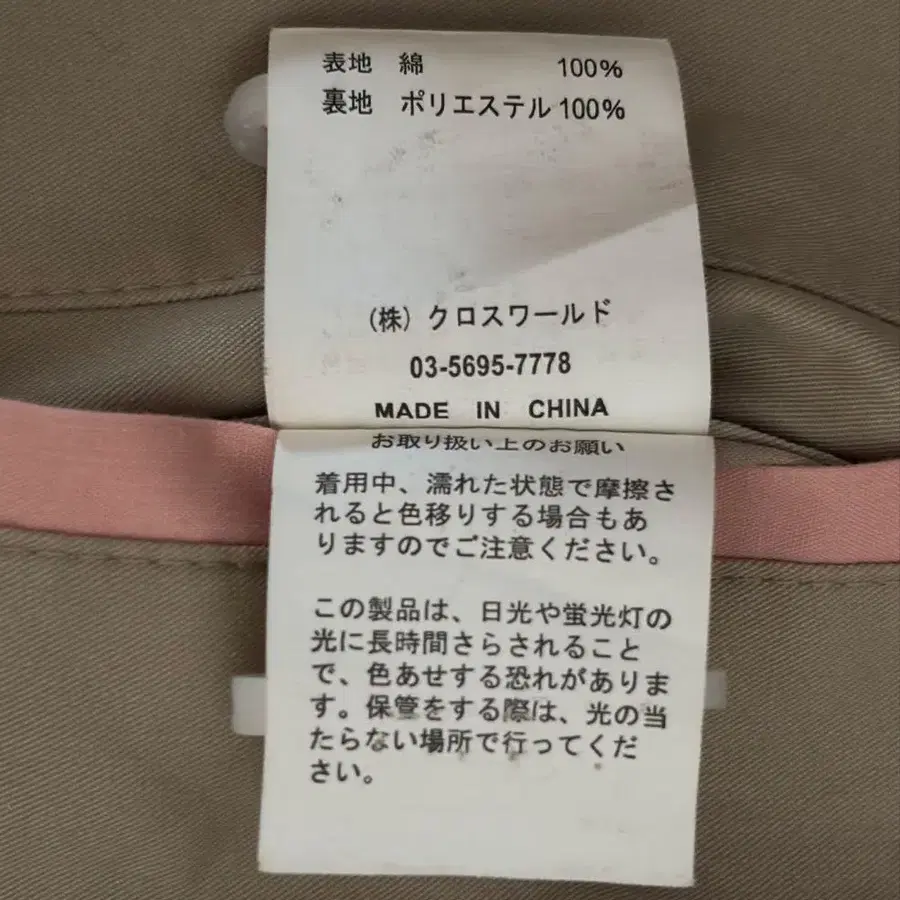 表地 綿 100%
裏地 ポリエステル 100%
(株) クロスワールド
03-5695-7778
MADE IN CHINA
お取り扱い上のお願い
着用中、濡れた状態で摩擦さ
れると色移りする場合もあ
りますのでご注意ください。
この製品は、日光や蛍光灯の
光に長時間さらされること
で、色あせする恐れがありま
す。保管をする際は、光の当
たらない場所で行ってくだ
さい。